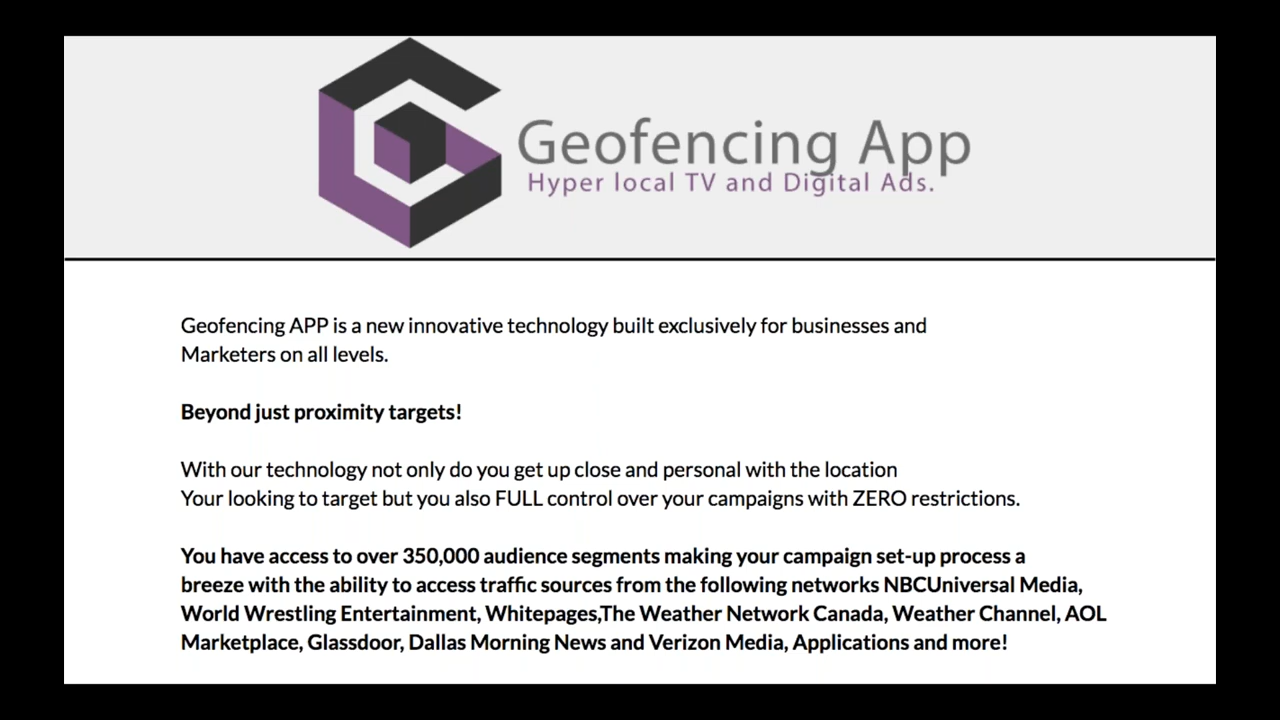 Geofencing App
Hyper local TV and Digital Ads.
Geofencing APP is a new innovative technology built exclusively for businesses and
Marketers on all levels.
Beyond just proximity targets!
With our technology not only do you get up close and personal with the location
Your looking to target but you also FULL control over your campaigns with ZERO restrictions.
You have access to over 350,000 audience segments making your campaign set-up process a
breeze with the ability to access traffic sources from the following networks NBCUniversal Media,
World Wrestling Entertainment, Whitepages,The Weather Network Canada, Weather Channel, AOL
Marketplace, Glassdoor, Dallas Morning News and Verizon Media, Applications and more!